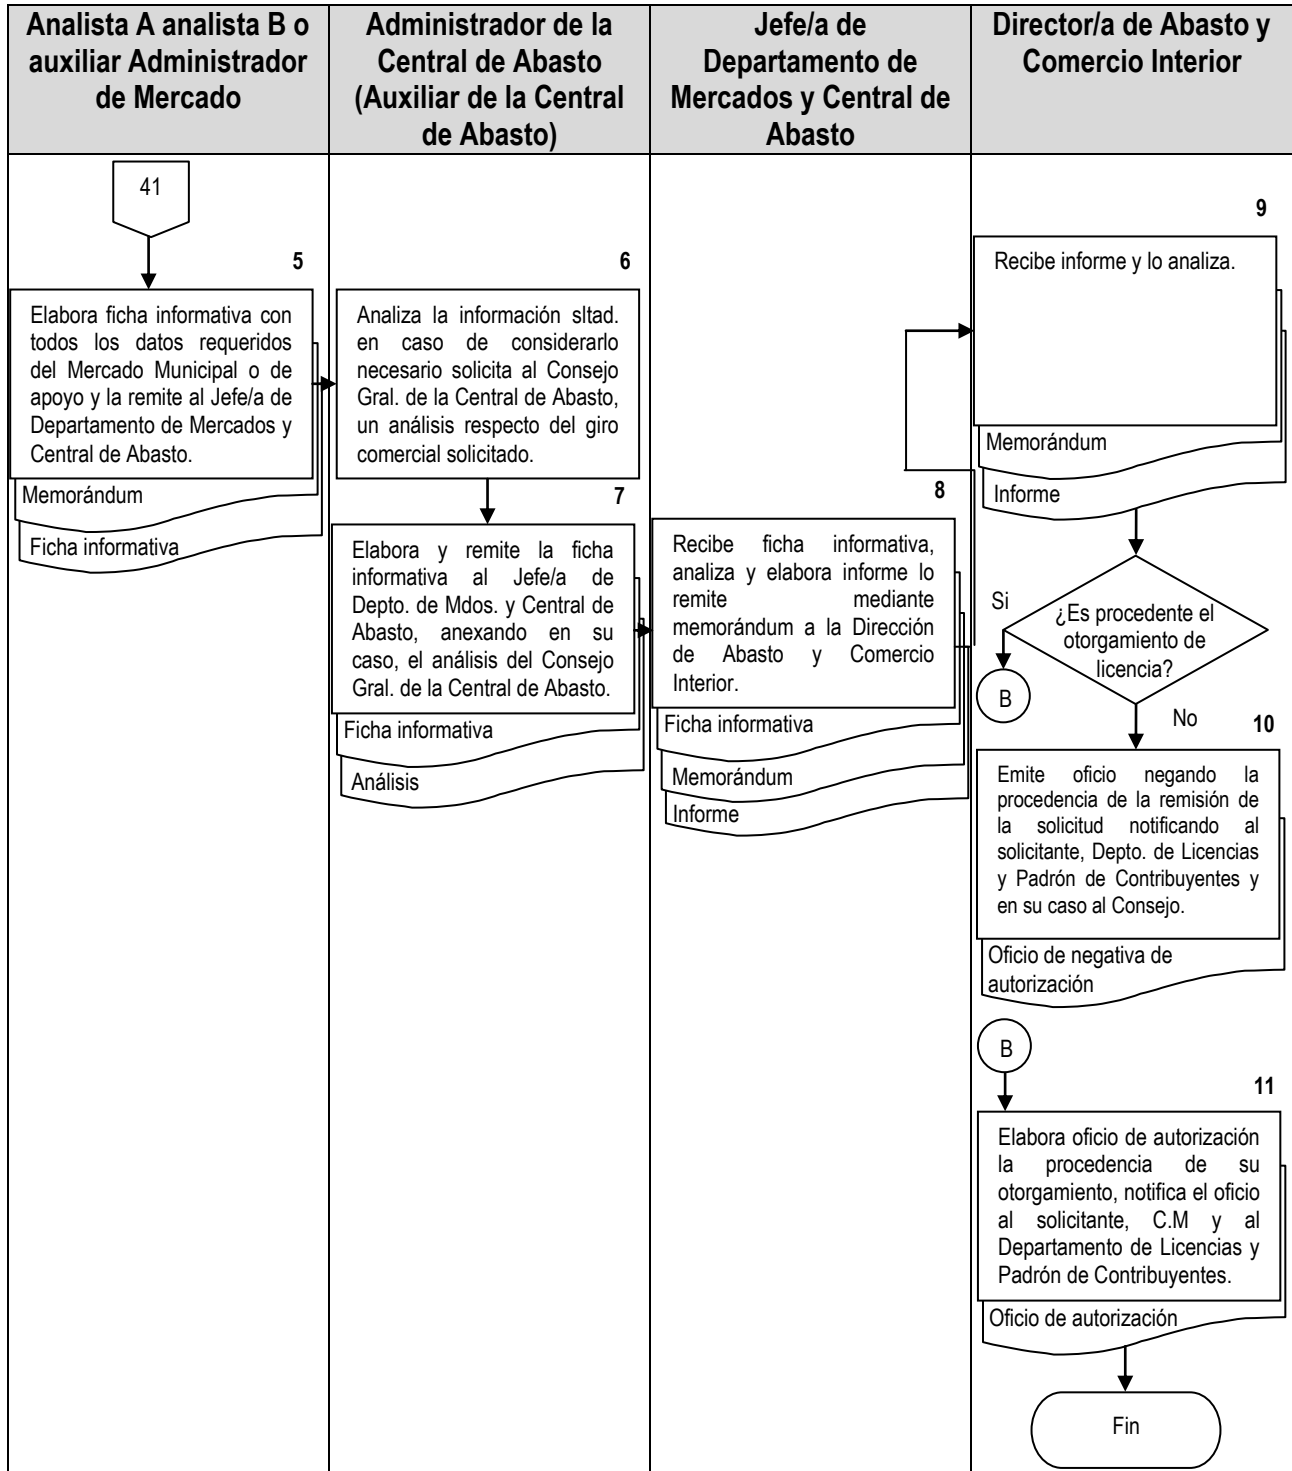 Analista A analista B o
auxiliar Administrador
de Mercado
Administrador de la
Central de Abasto
(Auxiliar de la Central
de Abasto)
Jefe/a de
Departamento de
Mercados y Central de
Abasto
Director/a de Abasto y
Comercio Interior
41
5
Elabora ficha informativa con
todos los datos requeridos
del Mercado Municipal o de
apoyo y la remite al Jefe/a de
Departamento de Mercados y
Central de Abasto.
Memorándum
Ficha informativa
6
Analiza la información sltad.
en caso de considerarlo
necesario solicita al Consejo
Gral. de la Central de Abasto,
un análisis respecto del giro
comercial solicitado.
7
Elabora y remite la ficha
informativa al Jefe/a de
Depto. de Mdos. y Central de
Abasto, anexando en su
caso, el análisis del Consejo
Gral. de la Central de Abasto.
Ficha informativa
Análisis
8
Recibe ficha informativa,
analiza y elabora informe lo
remite mediante
memorándum a la Dirección
de Abasto y Comercio
Interior.
Ficha informativa
Memorándum
Informe
9
Recibe informe y lo analiza.
Memorándum
Informe
Si
¿Es procedente el
otorgamiento de
licencia?
B
No
10
Emite oficio negando la
procedencia de la remisión de
la solicitud notificando al
solicitante, Depto. de Licencias
y Padrón de Contribuyentes y
en su caso al Consejo.
Oficio de negativa de
autorización
B
11
Elabora oficio de autorización
la procedencia de su
otorgamiento, notifica el oficio
al solicitante, C.M y al
Departamento de Licencias y
Padrón de Contribuyentes.
Oficio de autorización
Fin